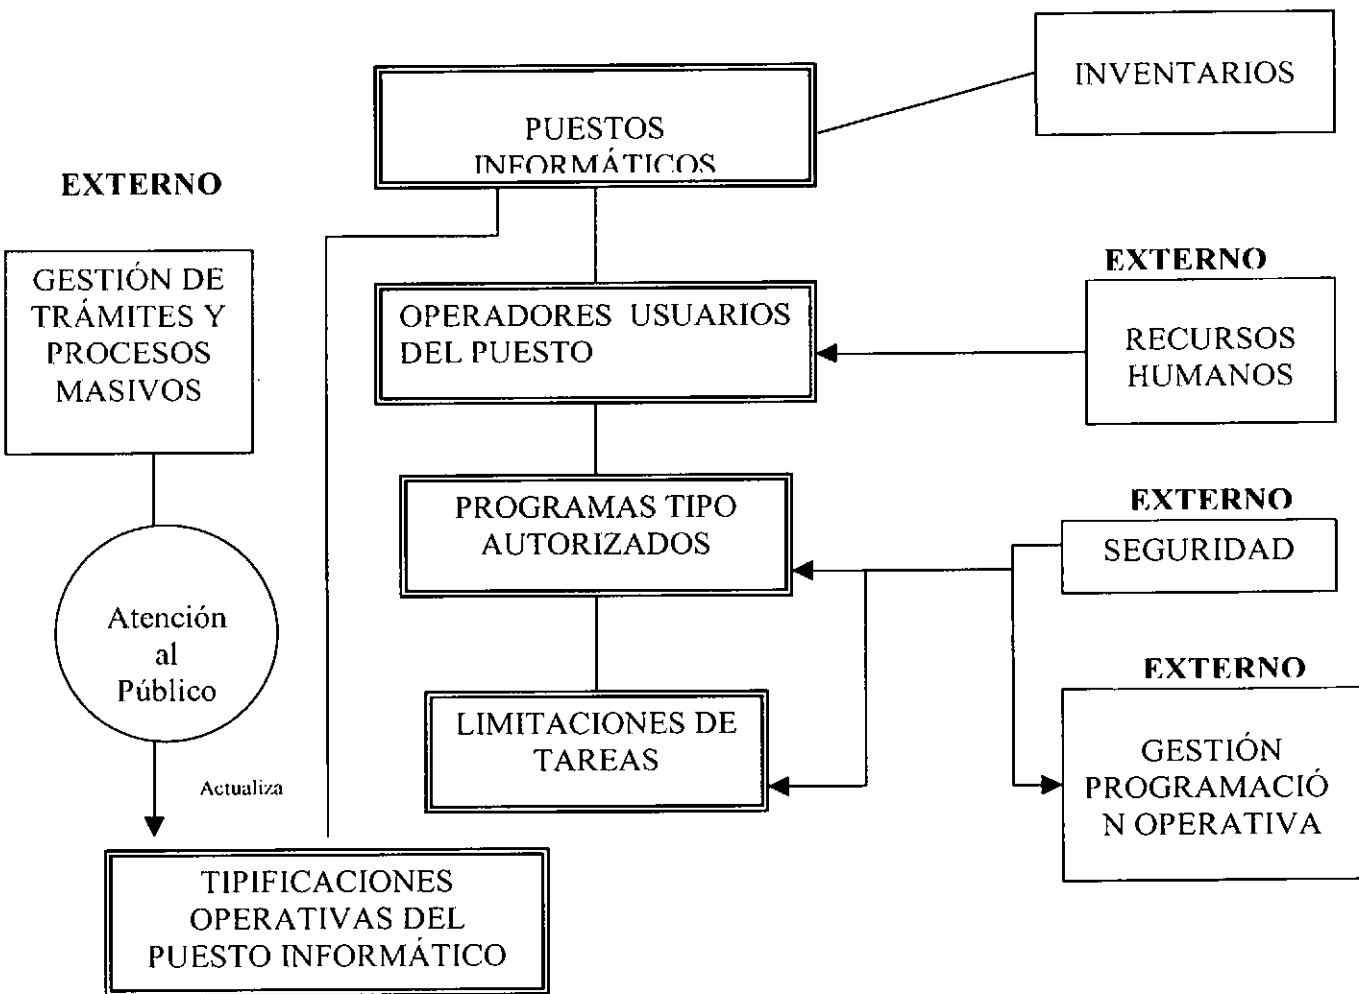 INVENTARIOS
PUESTOS
INFORMÁTICOS
EXTERNO
GESTIÓN DE
TRÁMITES Y
PROCESOS
MASIVOS
EXTERNO
OPERADORES USUARIOS
DEL PUESTO
RECURSOS
HUMANOS
PROGRAMAS TIPO
AUTORIZADOS
EXTERNO
SEGURIDAD
Atención
al
Público
EXTERNO
LIMITACIONES DE
TAREAS
GESTIÓN
PROGRAMACIÓ
N OPERATIVA
Actualiza
TIPIFICACIONES
OPERATIVAS DEL
PUESTO INFORMÁTICO